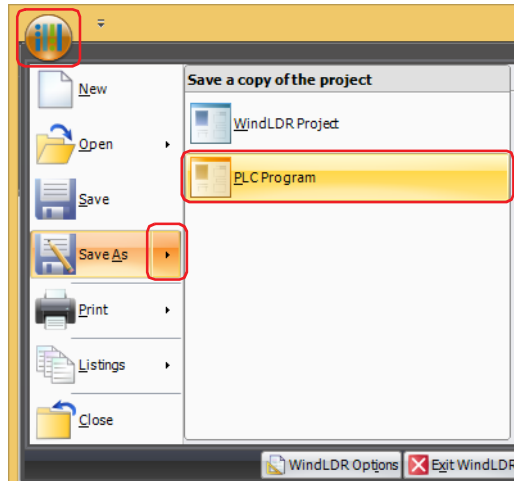 New
Open
Save
Save As
Print
Listings
Close
Save a copy of the project
WindLDR Project
PLC Program
WindLDR Options
Exit WindLDR